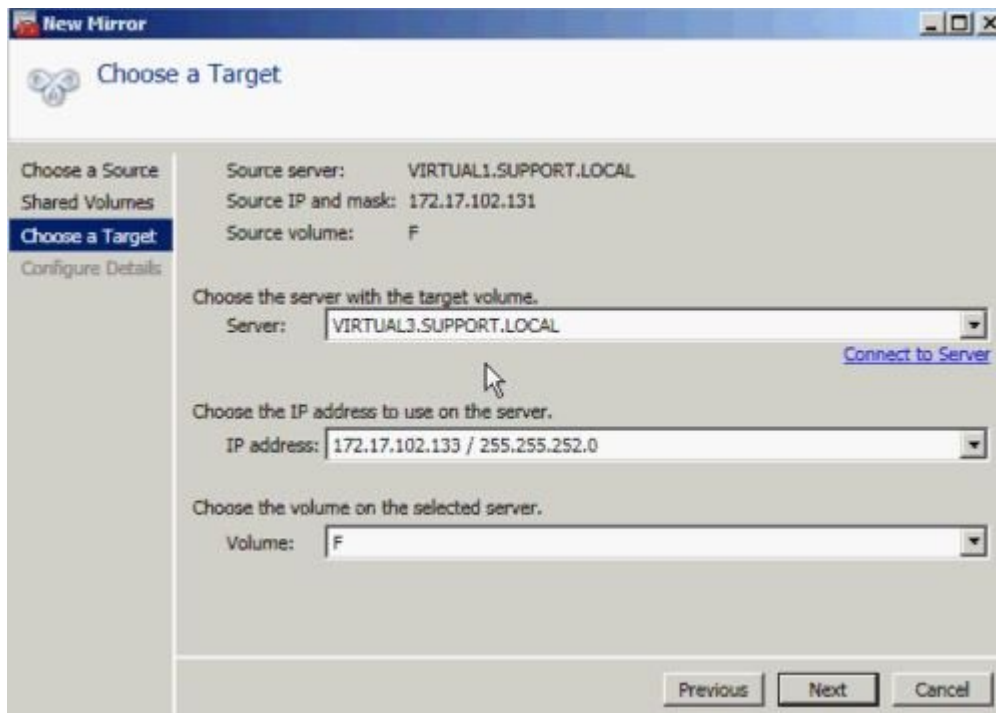 New Mirror
Choose a Target
Choose a Source
Shared Volumes
Choose a Target
Configure Details
Source server: VIRTUAL1.SUPPORT.LOCAL
Source IP and mask: 172.17.102.131
Source volume: F
Choose the server with the target volume.
Server: VIRTUAL3.SUPPORT.LOCAL
Connect to Server
Choose the IP address to use on the server.
IP address: 172.17.102.133 / 255.255.252.0
Choose the volume on the selected server.
Volume: F
Previous Next Cancel